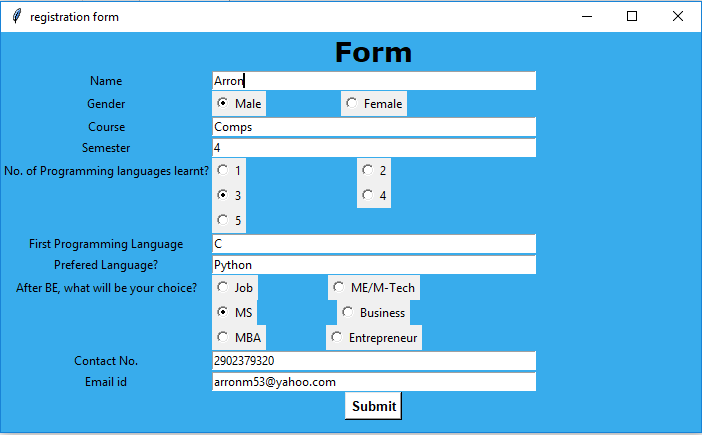 registration form
Form
Name Arron
Gender Male Female
Course Comps
Semester 4
No. of Programming languages learnt? 1 2
3 4
5
First Programming Language C
Prefered Language? Python
After BE, what will be your choice? Job ME/M-Tech
MS Business
MBA Entrepreneur
Contact No. 2902379320
Email id arronm53@yahoo.com
Submit